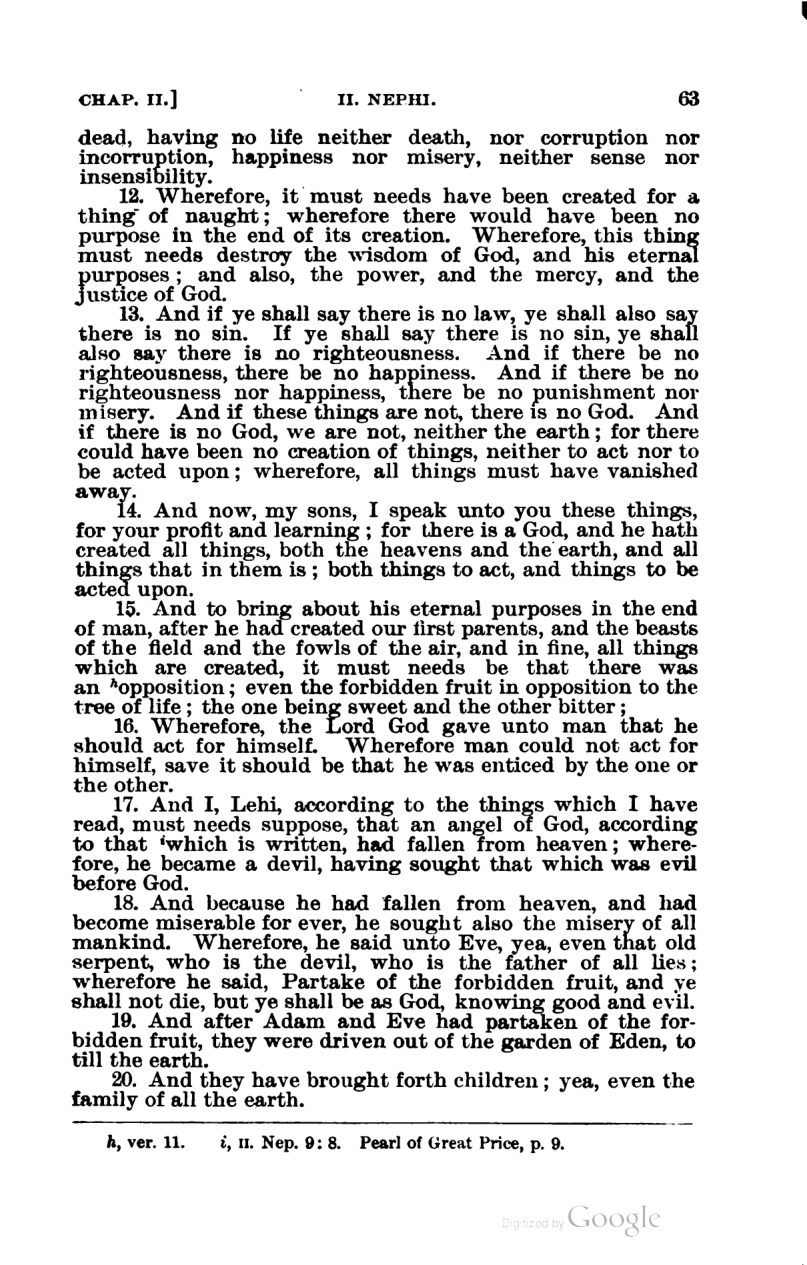 CHAP. II.] II. NEPHI. 63
dead, having no life neither death, nor corruption nor
incorruption, happiness nor misery, neither sense nor
insensibility.
12. Wherefore, it must needs have been created for a
thing of naught; wherefore there would have been no
purpose in the end of its creation. Wherefore, this thing
must needs destroy the wisdom of God, and his eternal
purposes; and also, the power, and the mercy, and the
justice of God.
13. And if ye shall say there is no law, ye shall also say
there is no sin. If ye shall say there is no sin, ye shall
also say there is no righteousness. And if there be no
righteousness, there be no happiness. And if there be no
righteousness nor happiness, there be no punishment nor
misery. And if these things are not, there is no God. And
if there is no God, we are not, neither the earth; for there
could have been no creation of things, neither to act nor to
be acted upon; wherefore, all things must have vanished
away.
14. And now, my sons, I speak unto you these things,
for your profit and learning; for there is a God, and he hath
created all things, both the heavens and the earth, and all
things that in them is; both things to act, and things to be
acted upon.
15. And to bring about his eternal purposes in the end
of man, after he had created our first parents, and the beasts
of the field and the fowls of the air, and in fine, all things
which are created, it must needs be that there was
an hopposition; even the forbidden fruit in opposition to the
tree of life; the one being sweet and the other bitter;
16. Wherefore, the Lord God gave unto man that he
should act for himself. Wherefore man could not act for
himself, save it should be that he was enticed by the one or
the other.
17. And I, Lehi, according to the things which I have
read, must needs suppose, that an angel of God, according
to that iwhich is written, had fallen from heaven; where-
fore, he became a devil, having sought that which was evil
before God.
18. And because he had fallen from heaven, and had
become miserable for ever, he sought also the misery of all
mankind. Wherefore, he said unto Eve, yea, even that old
serpent, who is the devil, who is the father of all lies;
wherefore he said, Partake of the forbidden fruit, and ye
shall not die, but ye shall be as God, knowing good and evil.
19. And after Adam and Eve had partaken of the for-
bidden fruit, they were driven out of the garden of Eden, to
till the earth.
20. And they have brought forth children; yea, even the
family of all the earth.
h, ver. 11. i, II. Nep. 9:8. Pearl of Great Price, p. 9.
Digitized by Google